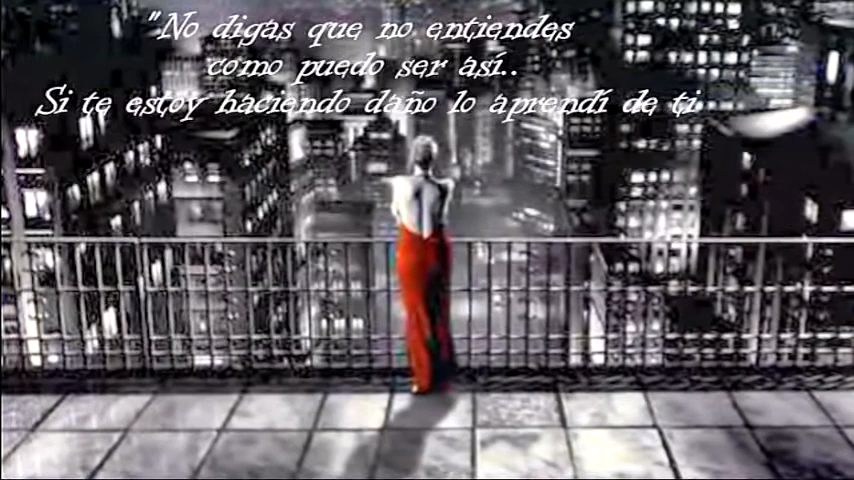 "No digas que no entiendes
como puedo ser así..
Si te estoy haciendo daño lo aprendí de ti